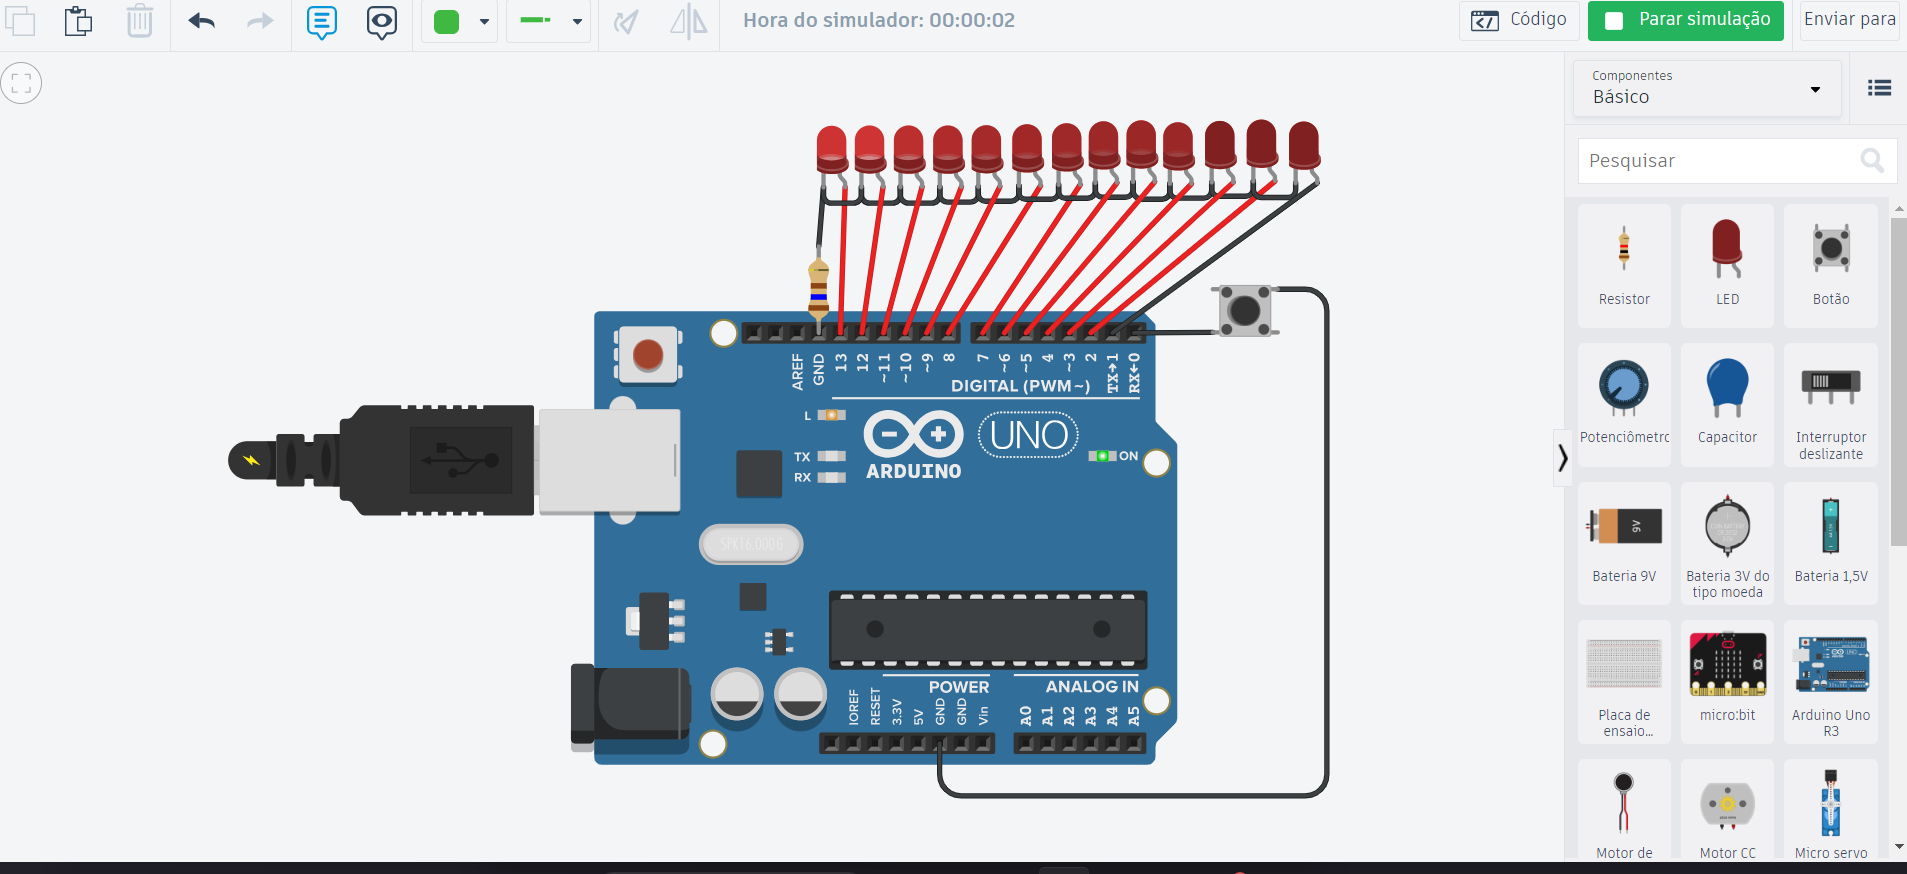 Hora do simulador: 00:00:02
Código
Parar simulação
Enviar para
Componentes
Básico
Pesquisar
Resistor
LED
Botão
Potenciômetro
Capacitor
Interruptor
deslizante
9V
Bateria 9V
Bateria 3V do
tipo moeda
Bateria 1,5V
Placa de
ensaio...
micro:bit
Arduino Uno
R3
Motor de
Motor CC
Micro servo
AREF
GND
13
12
~11
~10
~9
8
7
~6
~5
4
~3
2
TX→1
RX←0
DIGITAL (PWM~)
L
TX
RX
ARDUINO
UNO
ON
SPK16.000G
POWER
ANALOG IN
IOREF
RESET
3.3V
5V
GND
GND
Vin
A0
A1
A2
A3
A4
A5